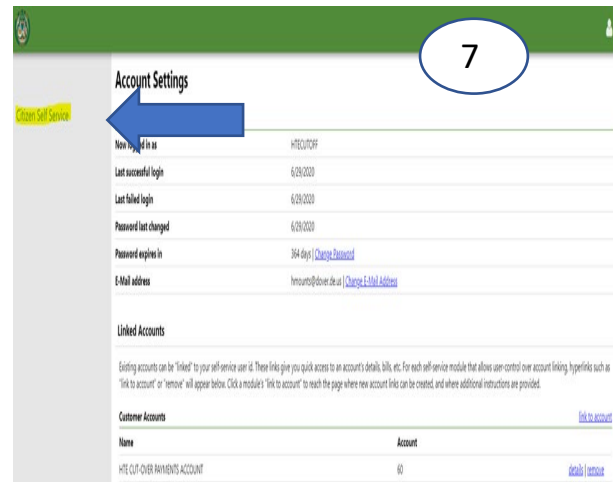 7
Account Settings
Citizen Self Service
Now logged in as HTECUTOFF
Last successful login 6/29/2020
Last failed login 6/29/2020
Password last changed 6/29/2020
Password expires in 364 days | Change Password
E-Mail address hmounts@dover.de.us | Change E-Mail Address
Linked Accounts
Existing accounts can be "linked" to your self-service user id. These links give you quick access to an account's details, bills, etc. For each self-service module that allows user-control over account linking, hyperlinks such as
"link to account" or "remove" will appear below. Click a module's "link to account" to reach the page where new account links can be created, and where additional instructions are provided.
Customer Accounts link to account
Name Account
HTE CUT-OVER PAYMENTS ACCOUNT 60 details | remove